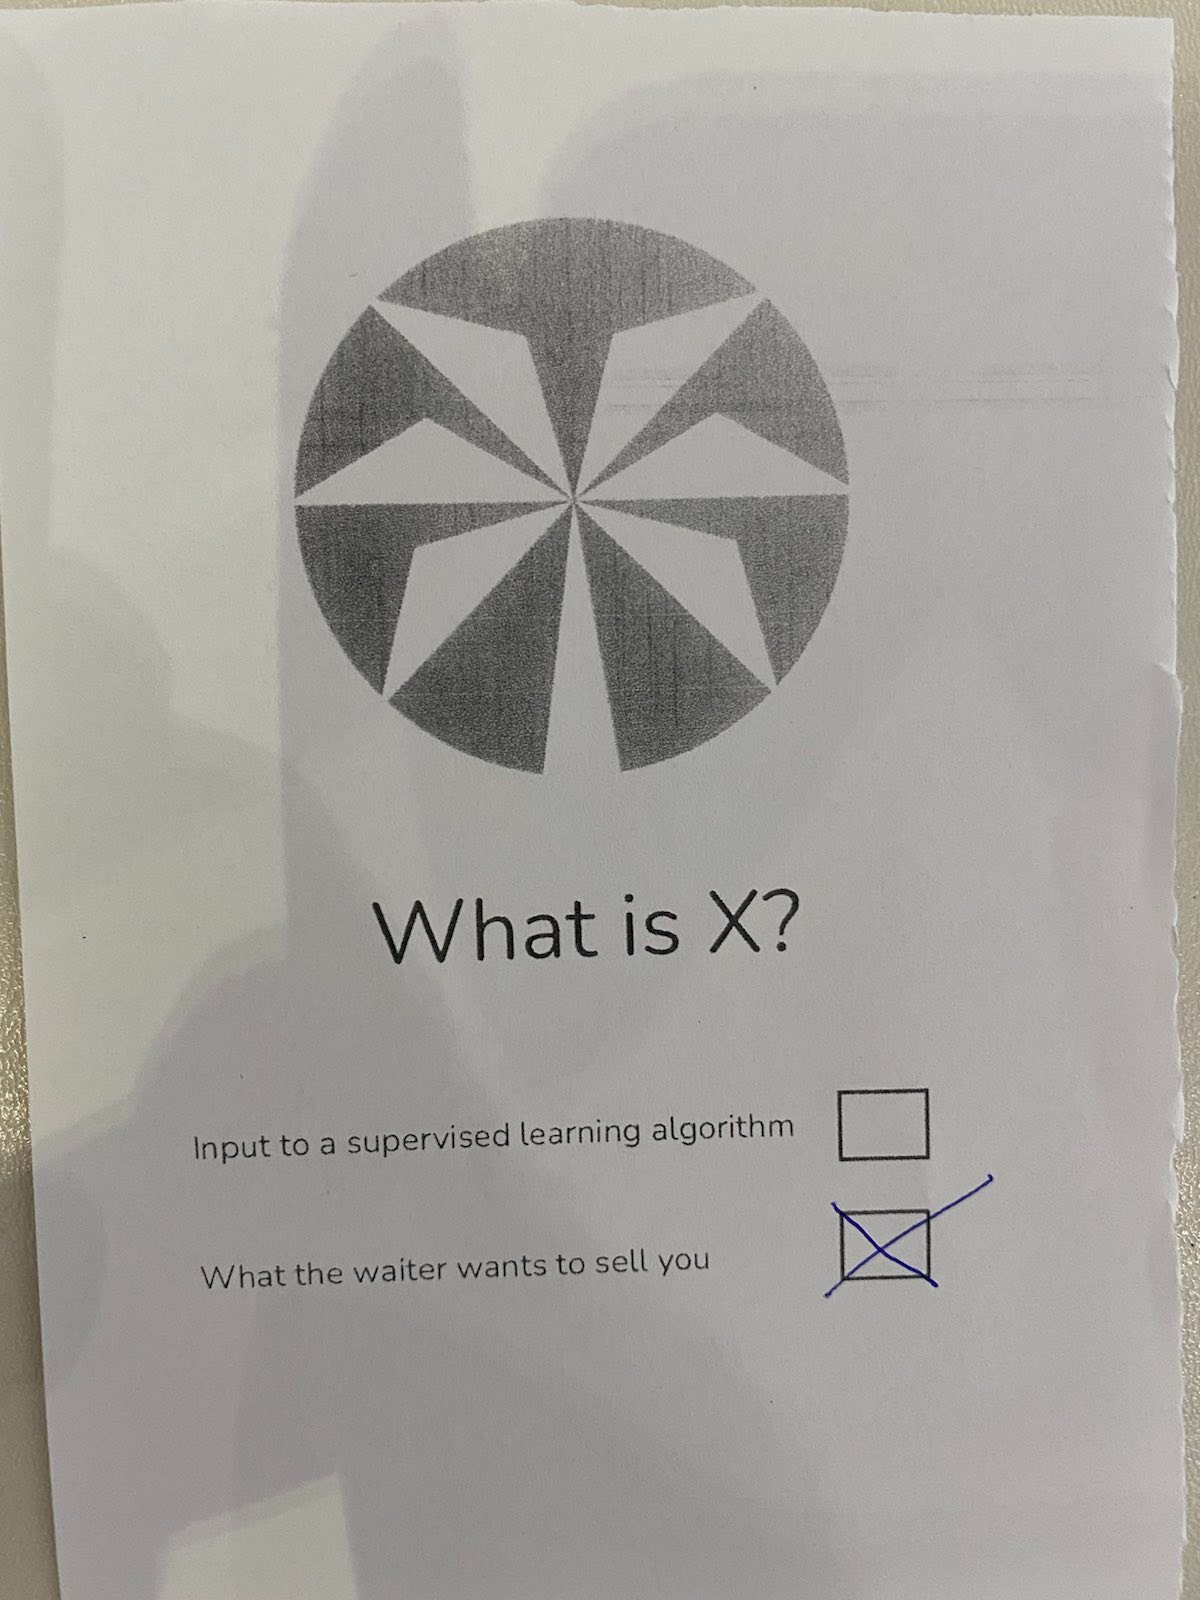 What is X?
Input to a supervised learning algorithm
What the waiter wants to sell you